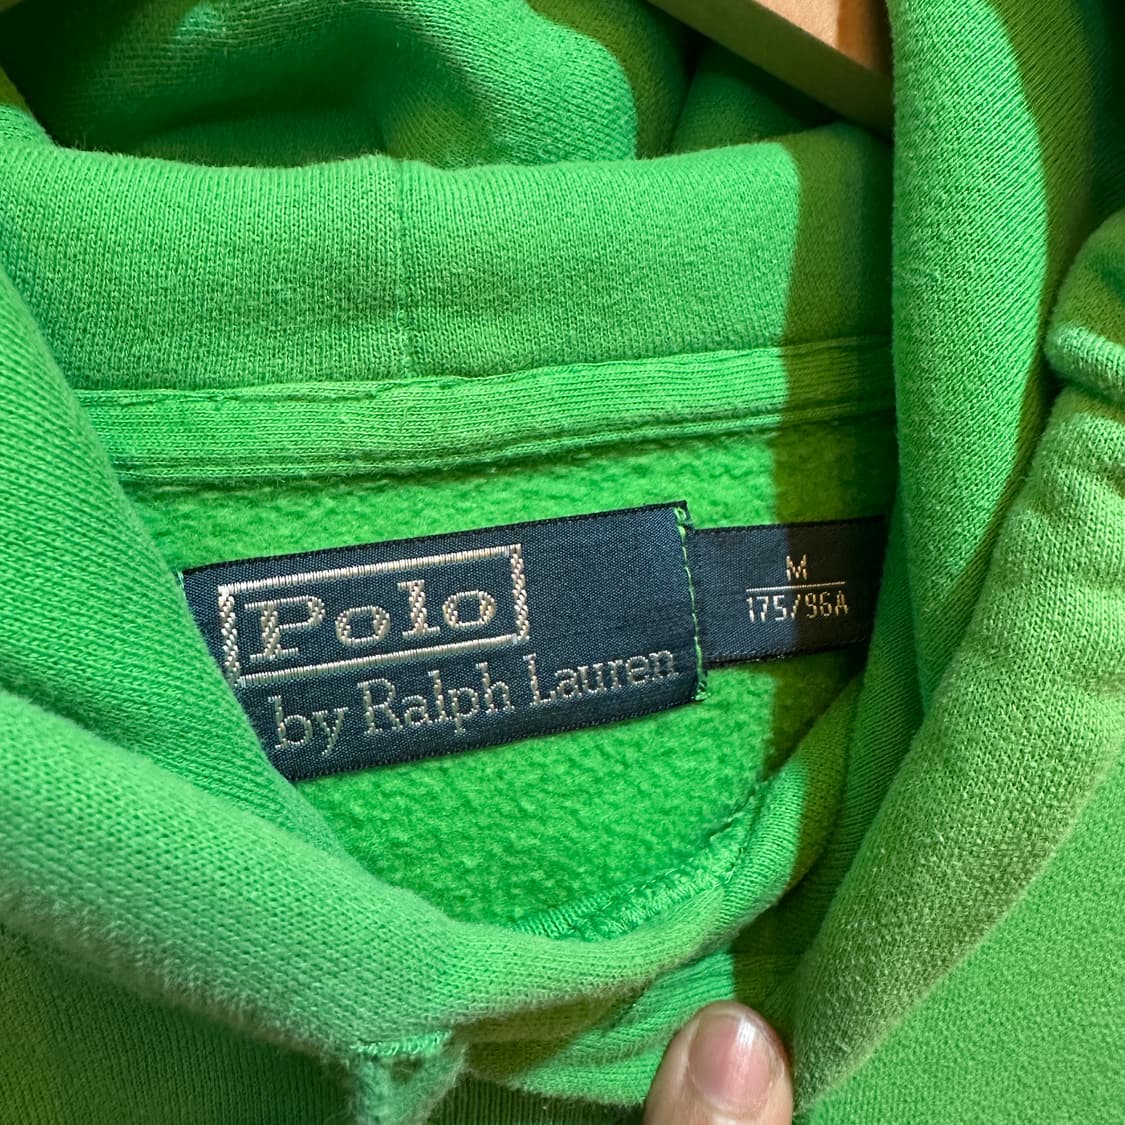 Polo
by Ralph Lauren
M
175/96A